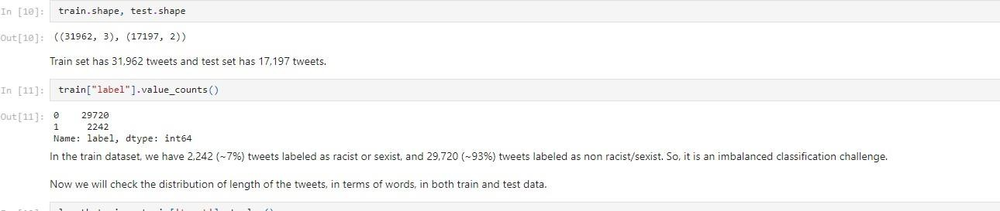 In [10]: train.shape, test.shape
Out[10]: ((31962, 3), (17197, 2))
Train set has 31,962 tweets and test set has 17,197 tweets.
In [11]: train["label"].value_counts()
Out[11]: 0    29720
1     2242
Name: label, dtype: int64
In the train dataset, we have 2,242 (~7%) tweets labeled as racist or sexist, and 29,720 (~93%) tweets labeled as non racist/sexist. So, it is an imbalanced classification challenge.
Now we will check the distribution of length of the tweets, in terms of words, in both train and test data.